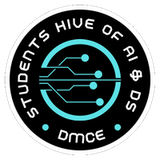 STUDENTS HIVE OF AI & DS
DMCE